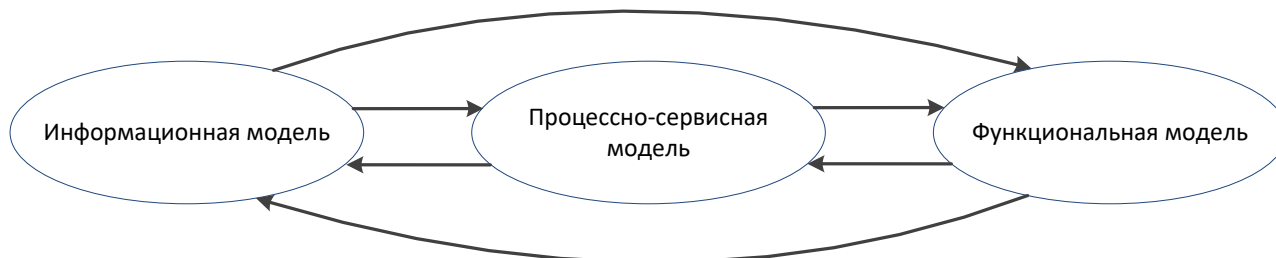 Информационная модель
Процессно-сервисная
модель
Функциональная модель